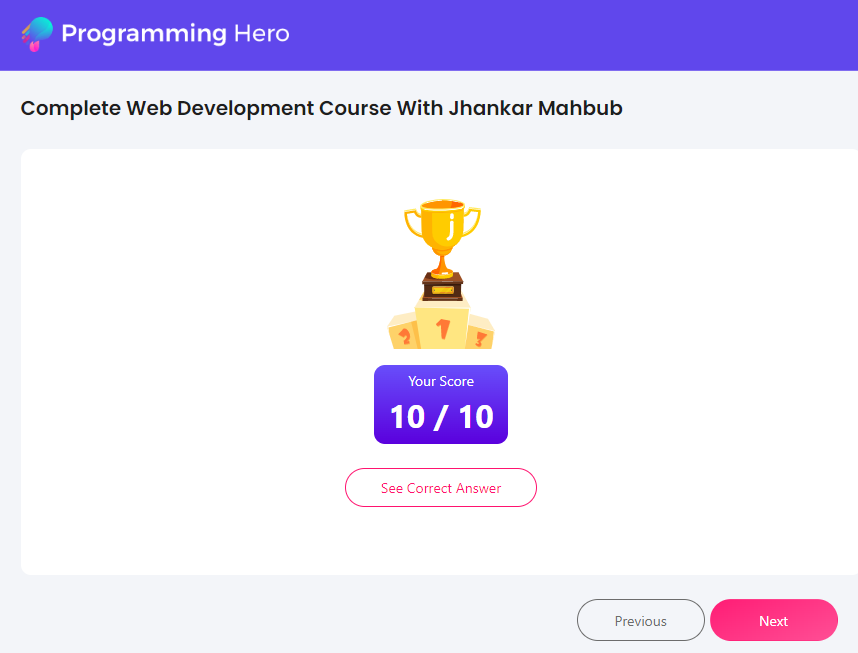 Programming Hero
Complete Web Development Course With Jhankar Mahbub
2 1 3
Your Score
10 / 10
See Correct Answer
Previous Next